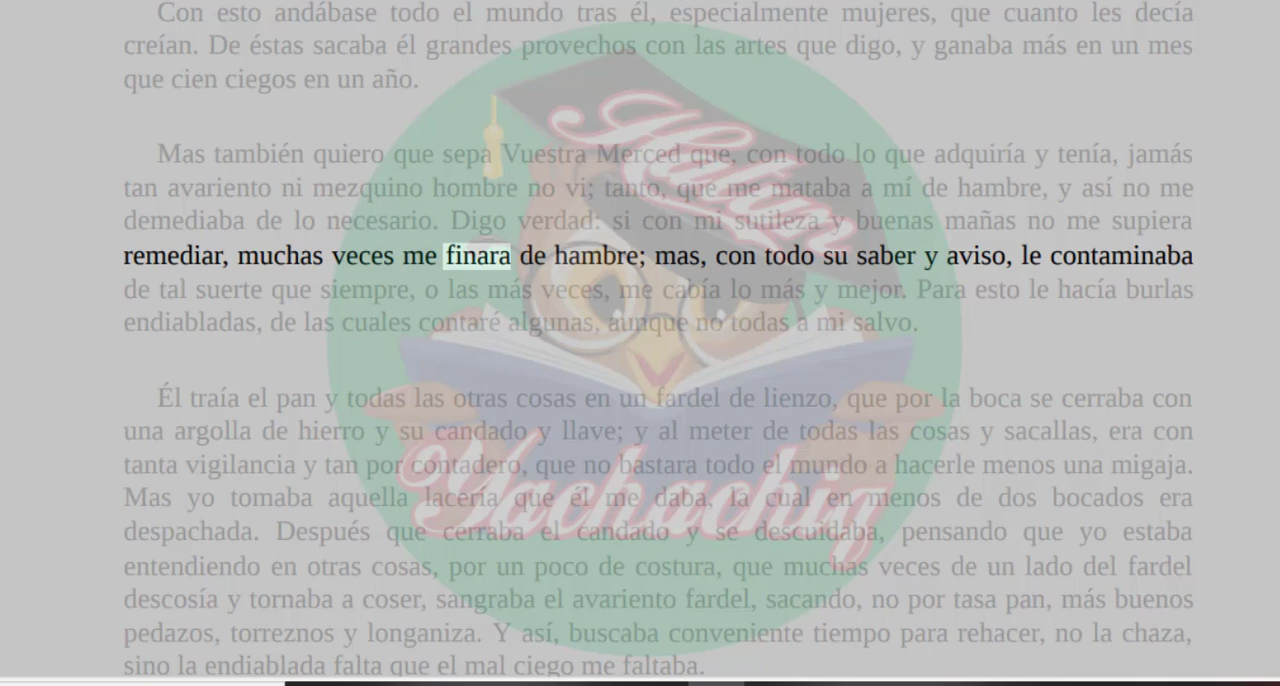 Con esto andábase todo el mundo tras él, especialmente mujeres, que cuanto les decía
creían. De éstas sacaba él grandes provechos con las artes que digo, y ganaba más en un mes
que cien ciegos en un año.
Mas también quiero que sepa Vuestra Merced que, con todo lo que adquiría y tenía, jamás
tan avariento ni mezquino hombre no vi; tanto, que me mataba a mí de hambre, y así no me
demediaba de lo necesario. Digo verdad: si con mi sutileza y buenas mañas no me supiera
remediar, muchas veces me finara de hambre; mas, con todo su saber y aviso, le contaminaba
de tal suerte que siempre, o las más veces, me cabía lo más y mejor. Para esto le hacía burlas
endiabladas, de las cuales contaré algunas, aunque no todas a mi salvo.
Él traía el pan y todas las otras cosas en un fardel de lienzo, que por la boca se cerraba con
una argolla de hierro y su candado y llave; y al meter de todas las cosas y sacallas, era con
tanta vigilancia y tan por contadero, que no bastara todo el mundo a hacerle menos una migaja.
Mas yo tomaba aquella laceria que él me daba, la cual en menos de dos bocados era
despachada. Después que cerraba el candado y se descuidaba, pensando que yo estaba
entendiendo en otras cosas, por un poco de costura, que muchas veces de un lado del fardel
descosía y tornaba a coser, sangraba el avariento fardel, sacando, no por tasa pan, más buenos
pedazos, torreznos y longaniza. Y así, buscaba conveniente tiempo para rehacer, no la chaza,
sino la endiablada falta que el mal ciego me faltaba.
Hatun
Yachachiq